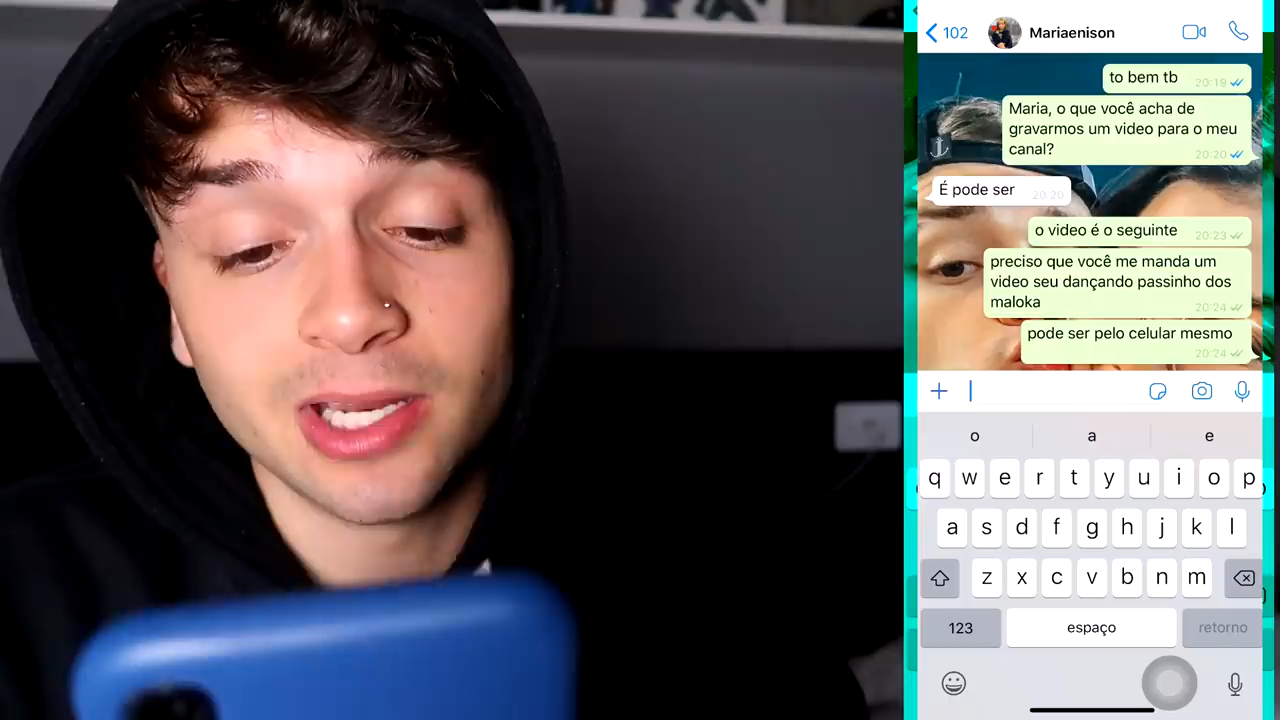 102
Mariaenison
to bem tb
20:19
Maria, o que você acha de
gravarmos um video para o meu
canal?
20:20
É pode ser
20:20
o video é o seguinte
20:23
preciso que você me manda um
video seu dançando passinho dos
maloka
20:24
pode ser pelo celular mesmo
20:24
o a e
q w e r t y u i o p
a s d f g h j k l
z x c v b n m
123 espaço retorno